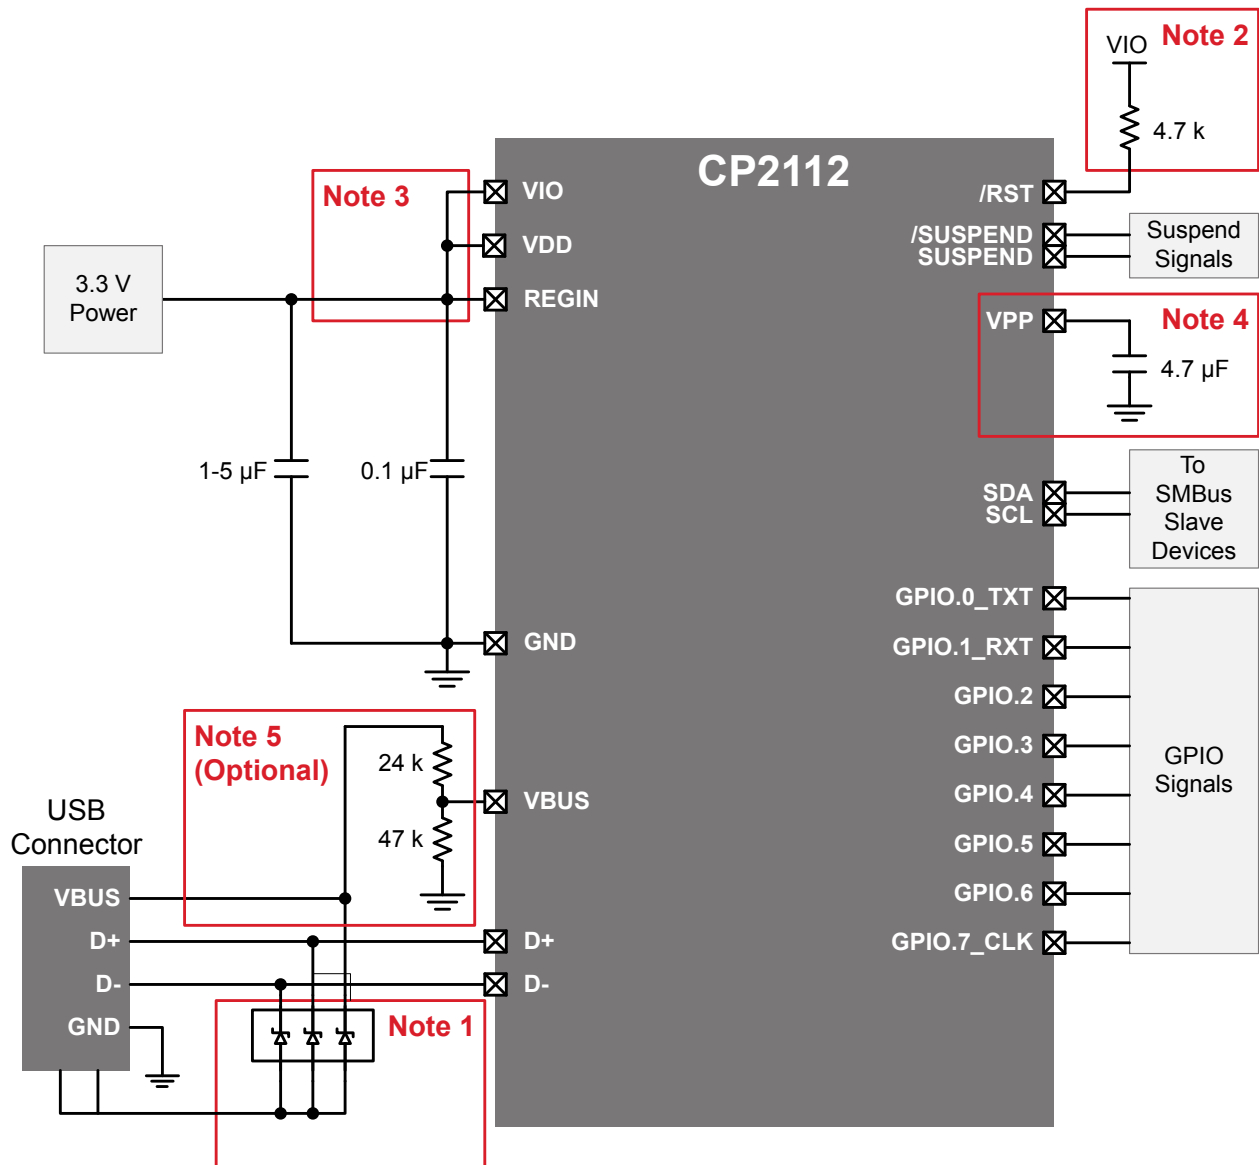 Note 2
VIO
4.7 k
CP2112
Note 3
VIO
/RST
VDD
/SUSPEND
SUSPEND
Suspend
Signals
3.3 V
Power
REGIN
VPP
Note 4
4.7 µF
1-5 µF
0.1 µF
SDA
SCL
To
SMBus
Slave
Devices
GND
GPIO.0_TXT
GPIO.1_RXT
GPIO.2
GPIO.3
GPIO.4
GPIO.5
GPIO.6
GPIO.7_CLK
GPIO
Signals
Note 5
(Optional)
24 k
47 k
VBUS
USB
Connector
VBUS
D+
D-
GND
D+
D-
Note 1